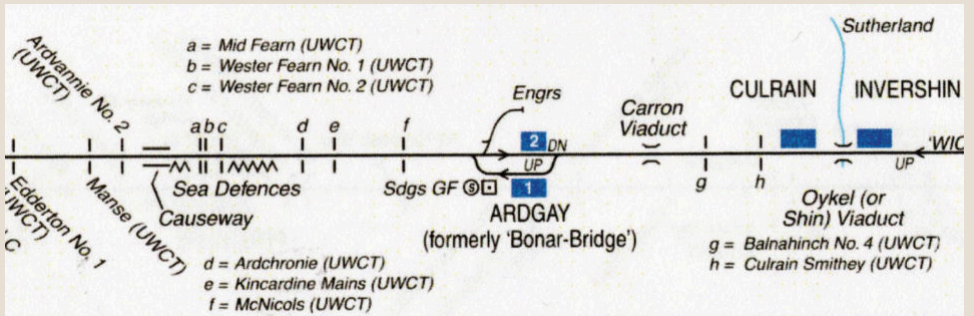 Sutherland
a = Mid Fearn (UWCT)
b = Wester Fearn No. 1 (UWCT)
c = Wester Fearn No. 2 (UWCT)
Ardvannie No. 2
(UWCT)
Engrs
Carron
Viaduct
CULRAIN
INVERSHIN
a b c
d
e
f
2 DN
UP
'WIC
UP
Edderton No. 1
(UWCT)
LC
Manse (UWCT)
Sea Defences
Causeway
Sdgs GF S
1
g
h
ARDGAY
(formerly 'Bonar-Bridge')
Oykel (or
Shin) Viaduct
g = Balnahinch No. 4 (UWCT)
h = Culrain Smithey (UWCT)
d = Ardchronie (UWCT)
e = Kincardine Mains (UWCT)
f = McNicols (UWCT)